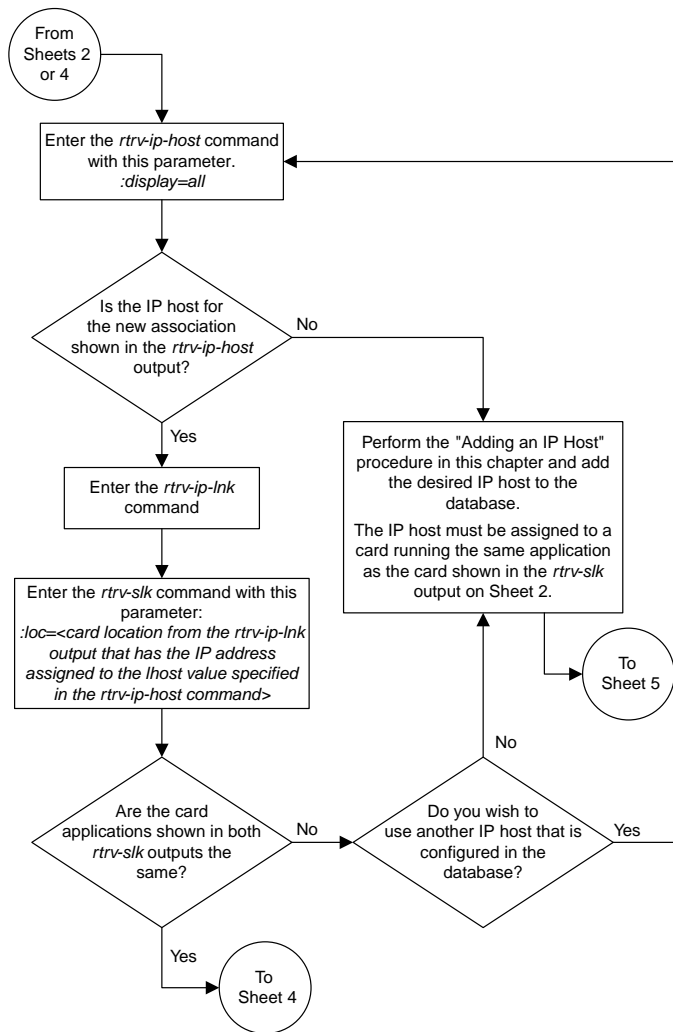 From
Sheets 2
or 4
Enter the rtrv-ip-host command
with this parameter.
:display=all
Is the IP host for
the new association
shown in the rtrv-ip-host
output?
No
Yes
Enter the rtrv-ip-lnk
command
Perform the "Adding an IP Host"
procedure in this chapter and add
the desired IP host to the
database.
The IP host must be assigned to a
card running the same application
as the card shown in the rtrv-slk
output on Sheet 2.
Enter the rtrv-slk command with this
parameter:
:loc=<card location from the rtrv-ip-lnk
output that has the IP address
assigned to the lhost value specified
in the rtrv-ip-host command>
To
Sheet 5
No
Are the card
applications shown in both
rtrv-slk outputs the
same?
No
Do you wish to
use another IP host that is
configured in the
database?
Yes
Yes
To
Sheet 4